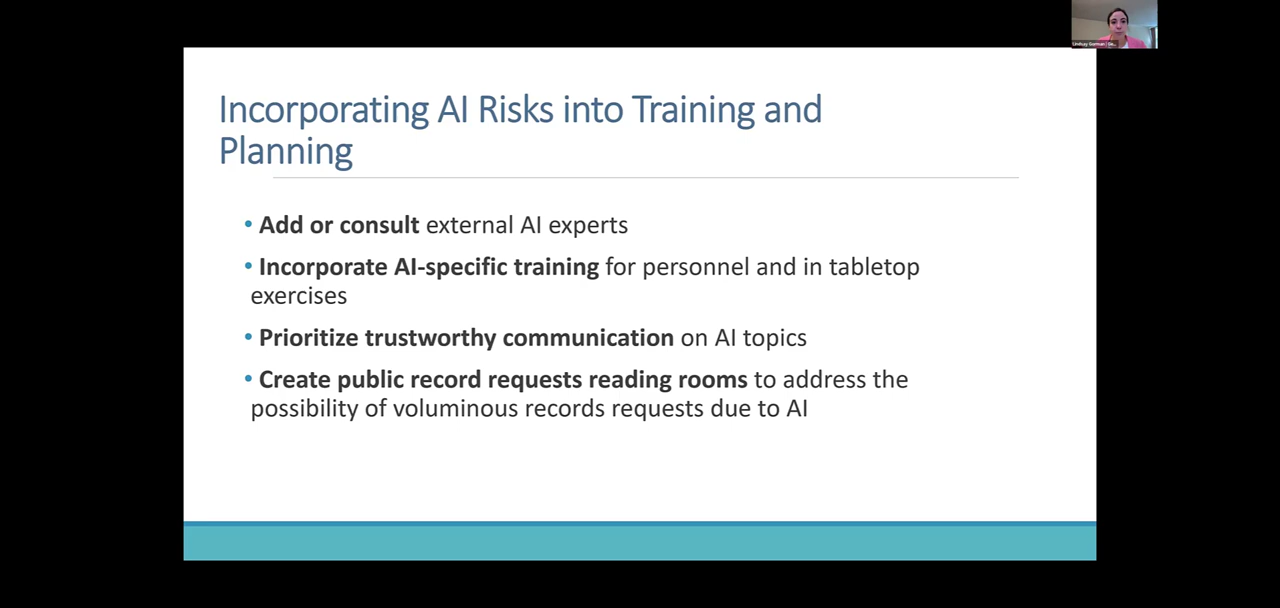 Lindsay Gorman
Incorporating AI Risks into Training and
Planning
• Add or consult external AI experts
• Incorporate AI-specific training for personnel and in tabletop
exercises
• Prioritize trustworthy communication on AI topics
• Create public record requests reading rooms to address the
possibility of voluminous records requests due to AI